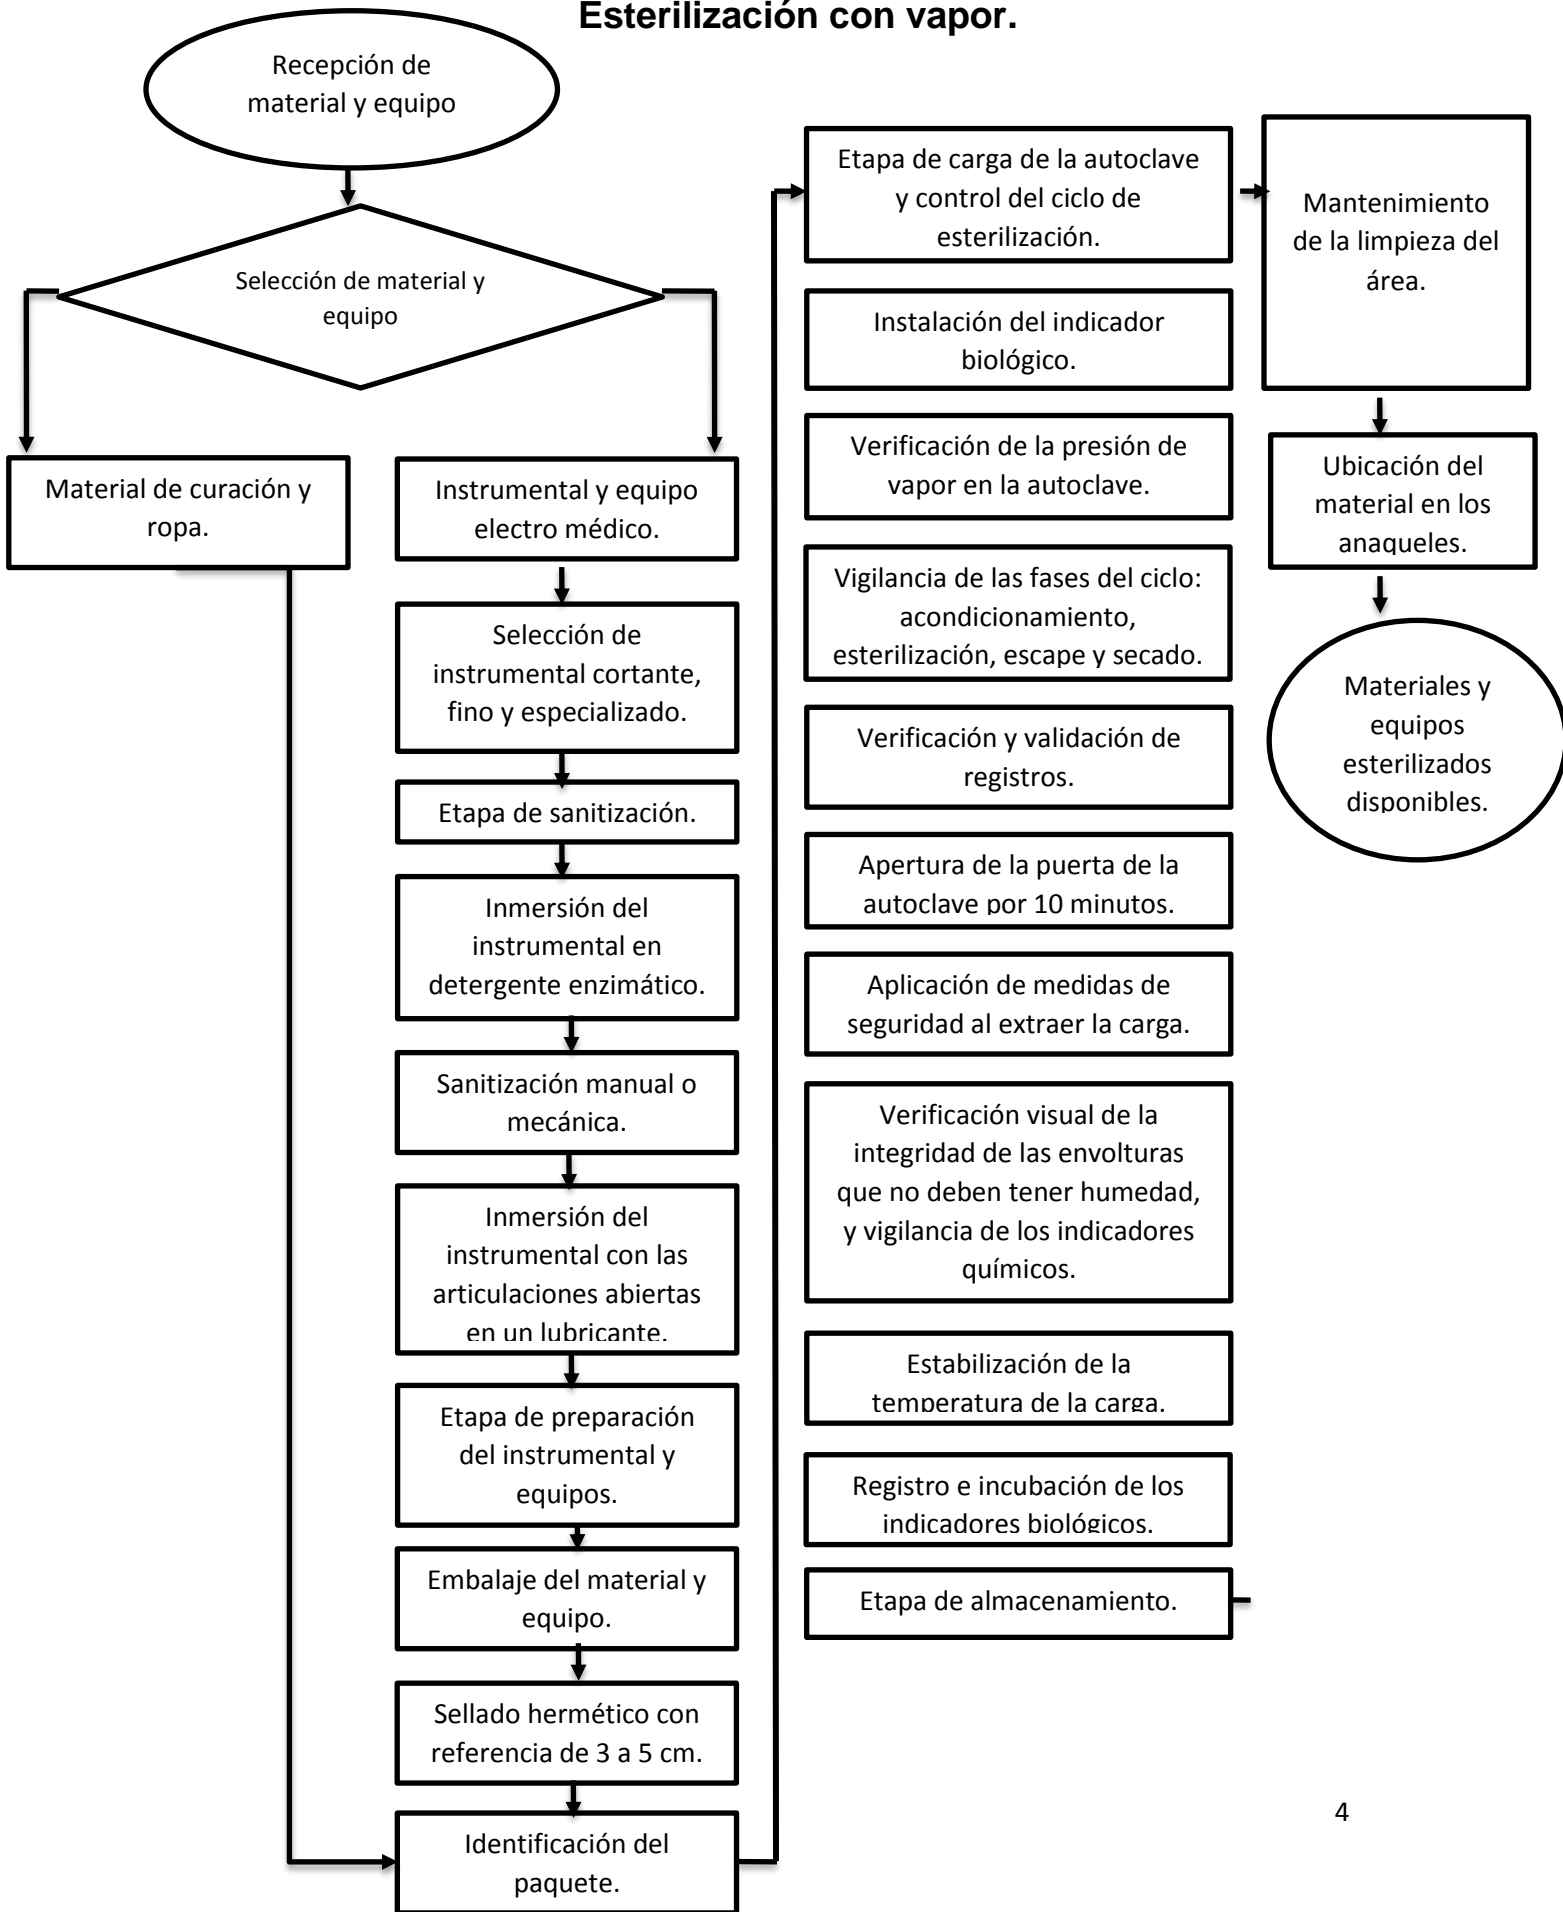 Esterilización con vapor.
Recepción de
material y equipo
Selección de material y
equipo
Material de curación y
ropa.
Instrumental y equipo
electro médico.
Selección de
instrumental cortante,
fino y especializado.
Etapa de sanitización.
Inmersión del
instrumental en
detergente enzimático.
Sanitización manual o
mecánica.
Inmersión del
instrumental con las
articulaciones abiertas
en un lubricante.
Etapa de preparación
del instrumental y
equipos.
Embalaje del material y
equipo.
Sellado hermético con
referencia de 3 a 5 cm.
Identificación del
paquete.
Etapa de carga de la autoclave
y control del ciclo de
esterilización.
Instalación del indicador
biológico.
Verificación de la presión de
vapor en la autoclave.
Vigilancia de las fases del ciclo:
acondicionamiento,
esterilización, escape y secado.
Verificación y validación de
registros.
Apertura de la puerta de la
autoclave por 10 minutos.
Aplicación de medidas de
seguridad al extraer la carga.
Verificación visual de la
integridad de las envolturas
que no deben tener humedad,
y vigilancia de los indicadores
químicos.
Estabilización de la
temperatura de la carga.
Registro e incubación de los
indicadores biológicos.
Etapa de almacenamiento.
Mantenimiento
de la limpieza del
área.
Ubicación del
material en los
anaqueles.
Materiales y
equipos
esterilizados
disponibles.
4